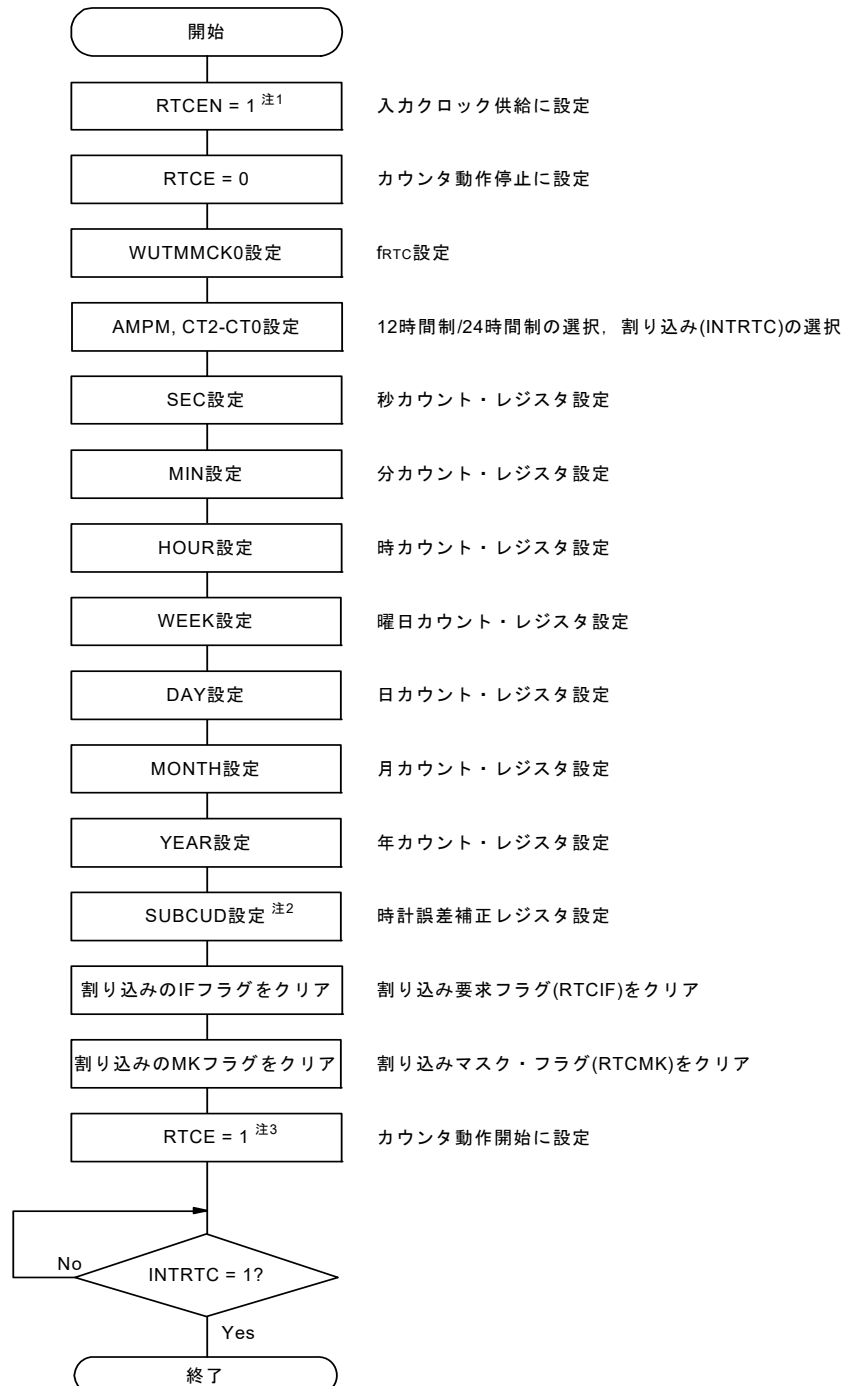 開始
RTCEN = 1 注1 入力クロック供給に設定
RTCE = 0 カウンタ動作停止に設定
WUTMMCK0設定 fRTC設定
AMPM, CT2-CT0設定 12時間制/24時間制の選択，割り込み(INTRTC)の選択
SEC設定 秒カウント・レジスタ設定
MIN設定 分カウント・レジスタ設定
HOUR設定 時カウント・レジスタ設定
WEEK設定 曜日カウント・レジスタ設定
DAY設定 日カウント・レジスタ設定
MONTH設定 月カウント・レジスタ設定
YEAR設定 年カウント・レジスタ設定
SUBCUD設定 注2 時計誤差補正レジスタ設定
割り込みのIFフラグをクリア 割り込み要求フラグ(RTCIF)をクリア
割り込みのMKフラグをクリア 割り込みマスク・フラグ(RTCMK)をクリア
RTCE = 1 注3 カウンタ動作開始に設定
No
INTRTC = 1?
Yes
終了